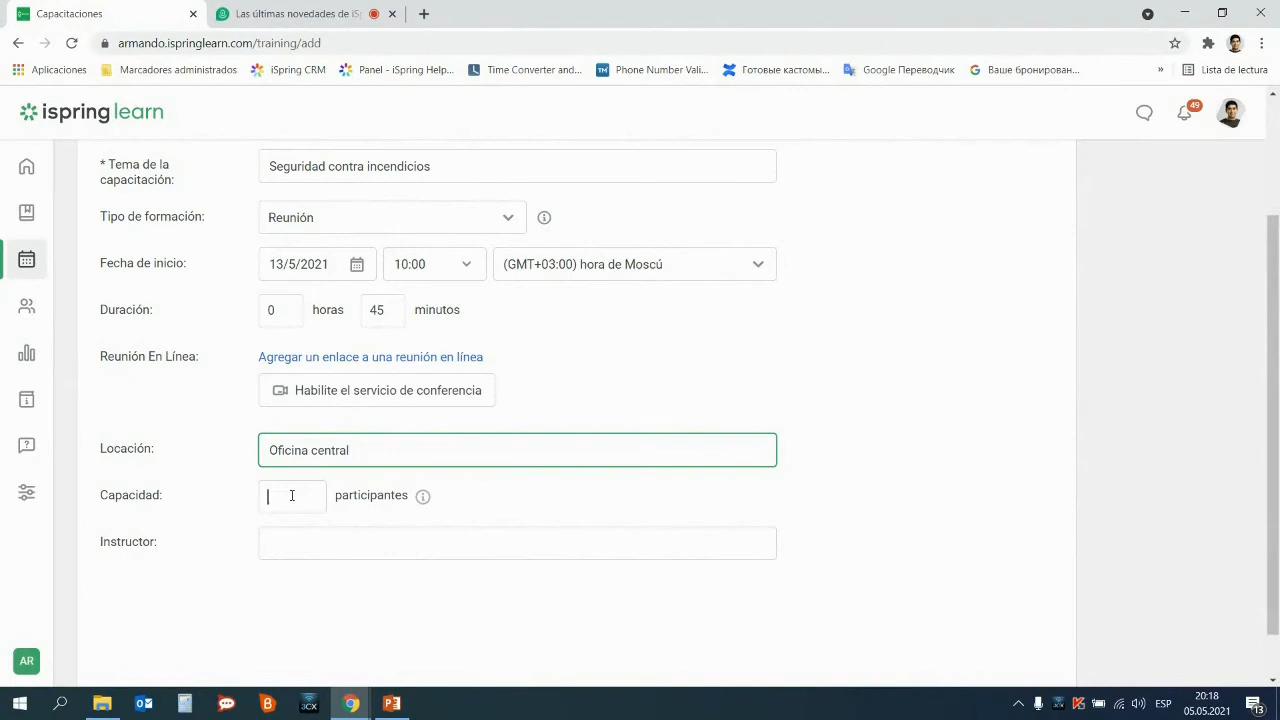 Capacitaciones
Las últimas novedades de iS
armando.ispringlearn.com/training/add
Aplicaciones
Marcadores administrados
iSpring CRM
Panel - iSpring Help...
Time Converter and...
Phone Number Vali...
Готовые кастомы...
Google Переводчик
Ваше бронирован...
»
Lista de lectura
ispring learn
49
* Tema de la
capacitación:
Seguridad contra incendicios
Tipo de formación:
Reunión
Fecha de inicio:
13/5/2021
10:00
(GMT+03:00) hora de Moscú
Duración:
0
horas
45
minutos
Reunión En Línea:
Agregar un enlace a una reunión en línea
Habilite el servicio de conferencia
Locación:
Oficina central
Capacidad:
participantes
Instructor:
AR
3CX
ESP
20:18
05.05.2021
13